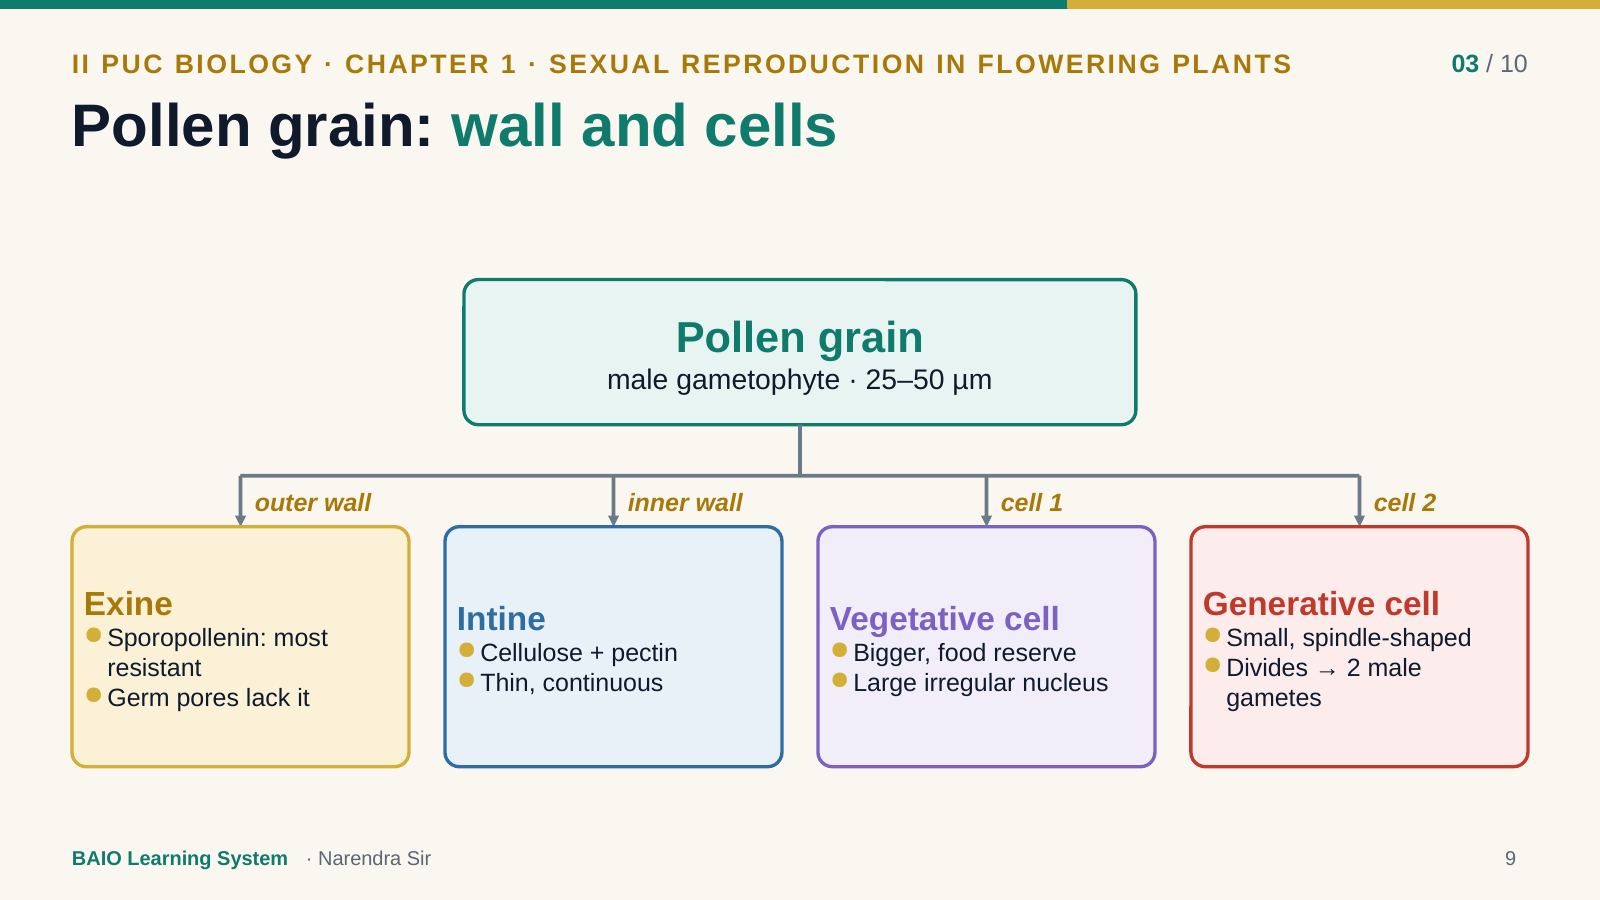 II PUC BIOLOGY · CHAPTER 1 · SEXUAL REPRODUCTION IN FLOWERING PLANTS
03 / 10
Pollen grain: wall and cells
Pollen grain
male gametophyte · 25–50 µm
outer wall
inner wall
cell 1
cell 2
Exine
Sporopollenin: most
resistant
Germ pores lack it
Intine
Cellulose + pectin
Thin, continuous
Vegetative cell
Bigger, food reserve
Large irregular nucleus
Generative cell
Small, spindle-shaped
Divides → 2 male
gametes
BAIO Learning System · Narendra Sir
9